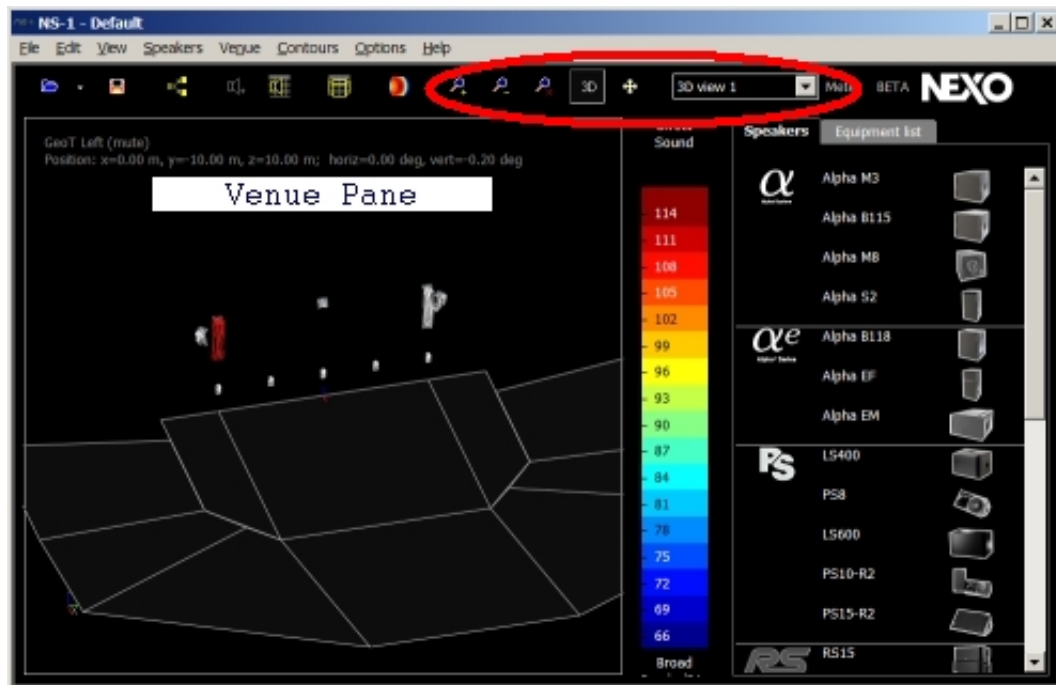 NS-1 - Default
File Edit View Speakers Venue Contours Options Help
3D
3D view 1
BETA
NEXO
GeoT Left (mute)
Position: x=0.00 m, y=-10.00 m, z=10.00 m; horiz=0.00 deg, vert=-0.20 deg
Venue Pane
Sound
114
111
108
105
102
99
96
93
90
87
84
81
78
75
72
69
66
Broad
Speakers
Equipment list
α
Alpha M3
Alpha B115
Alpha M8
Alpha S2
αe
Alpha B118
Alpha EF
Alpha EM
PS
LS400
PS8
LS600
PS10-R2
PS15-R2
RS
RS15